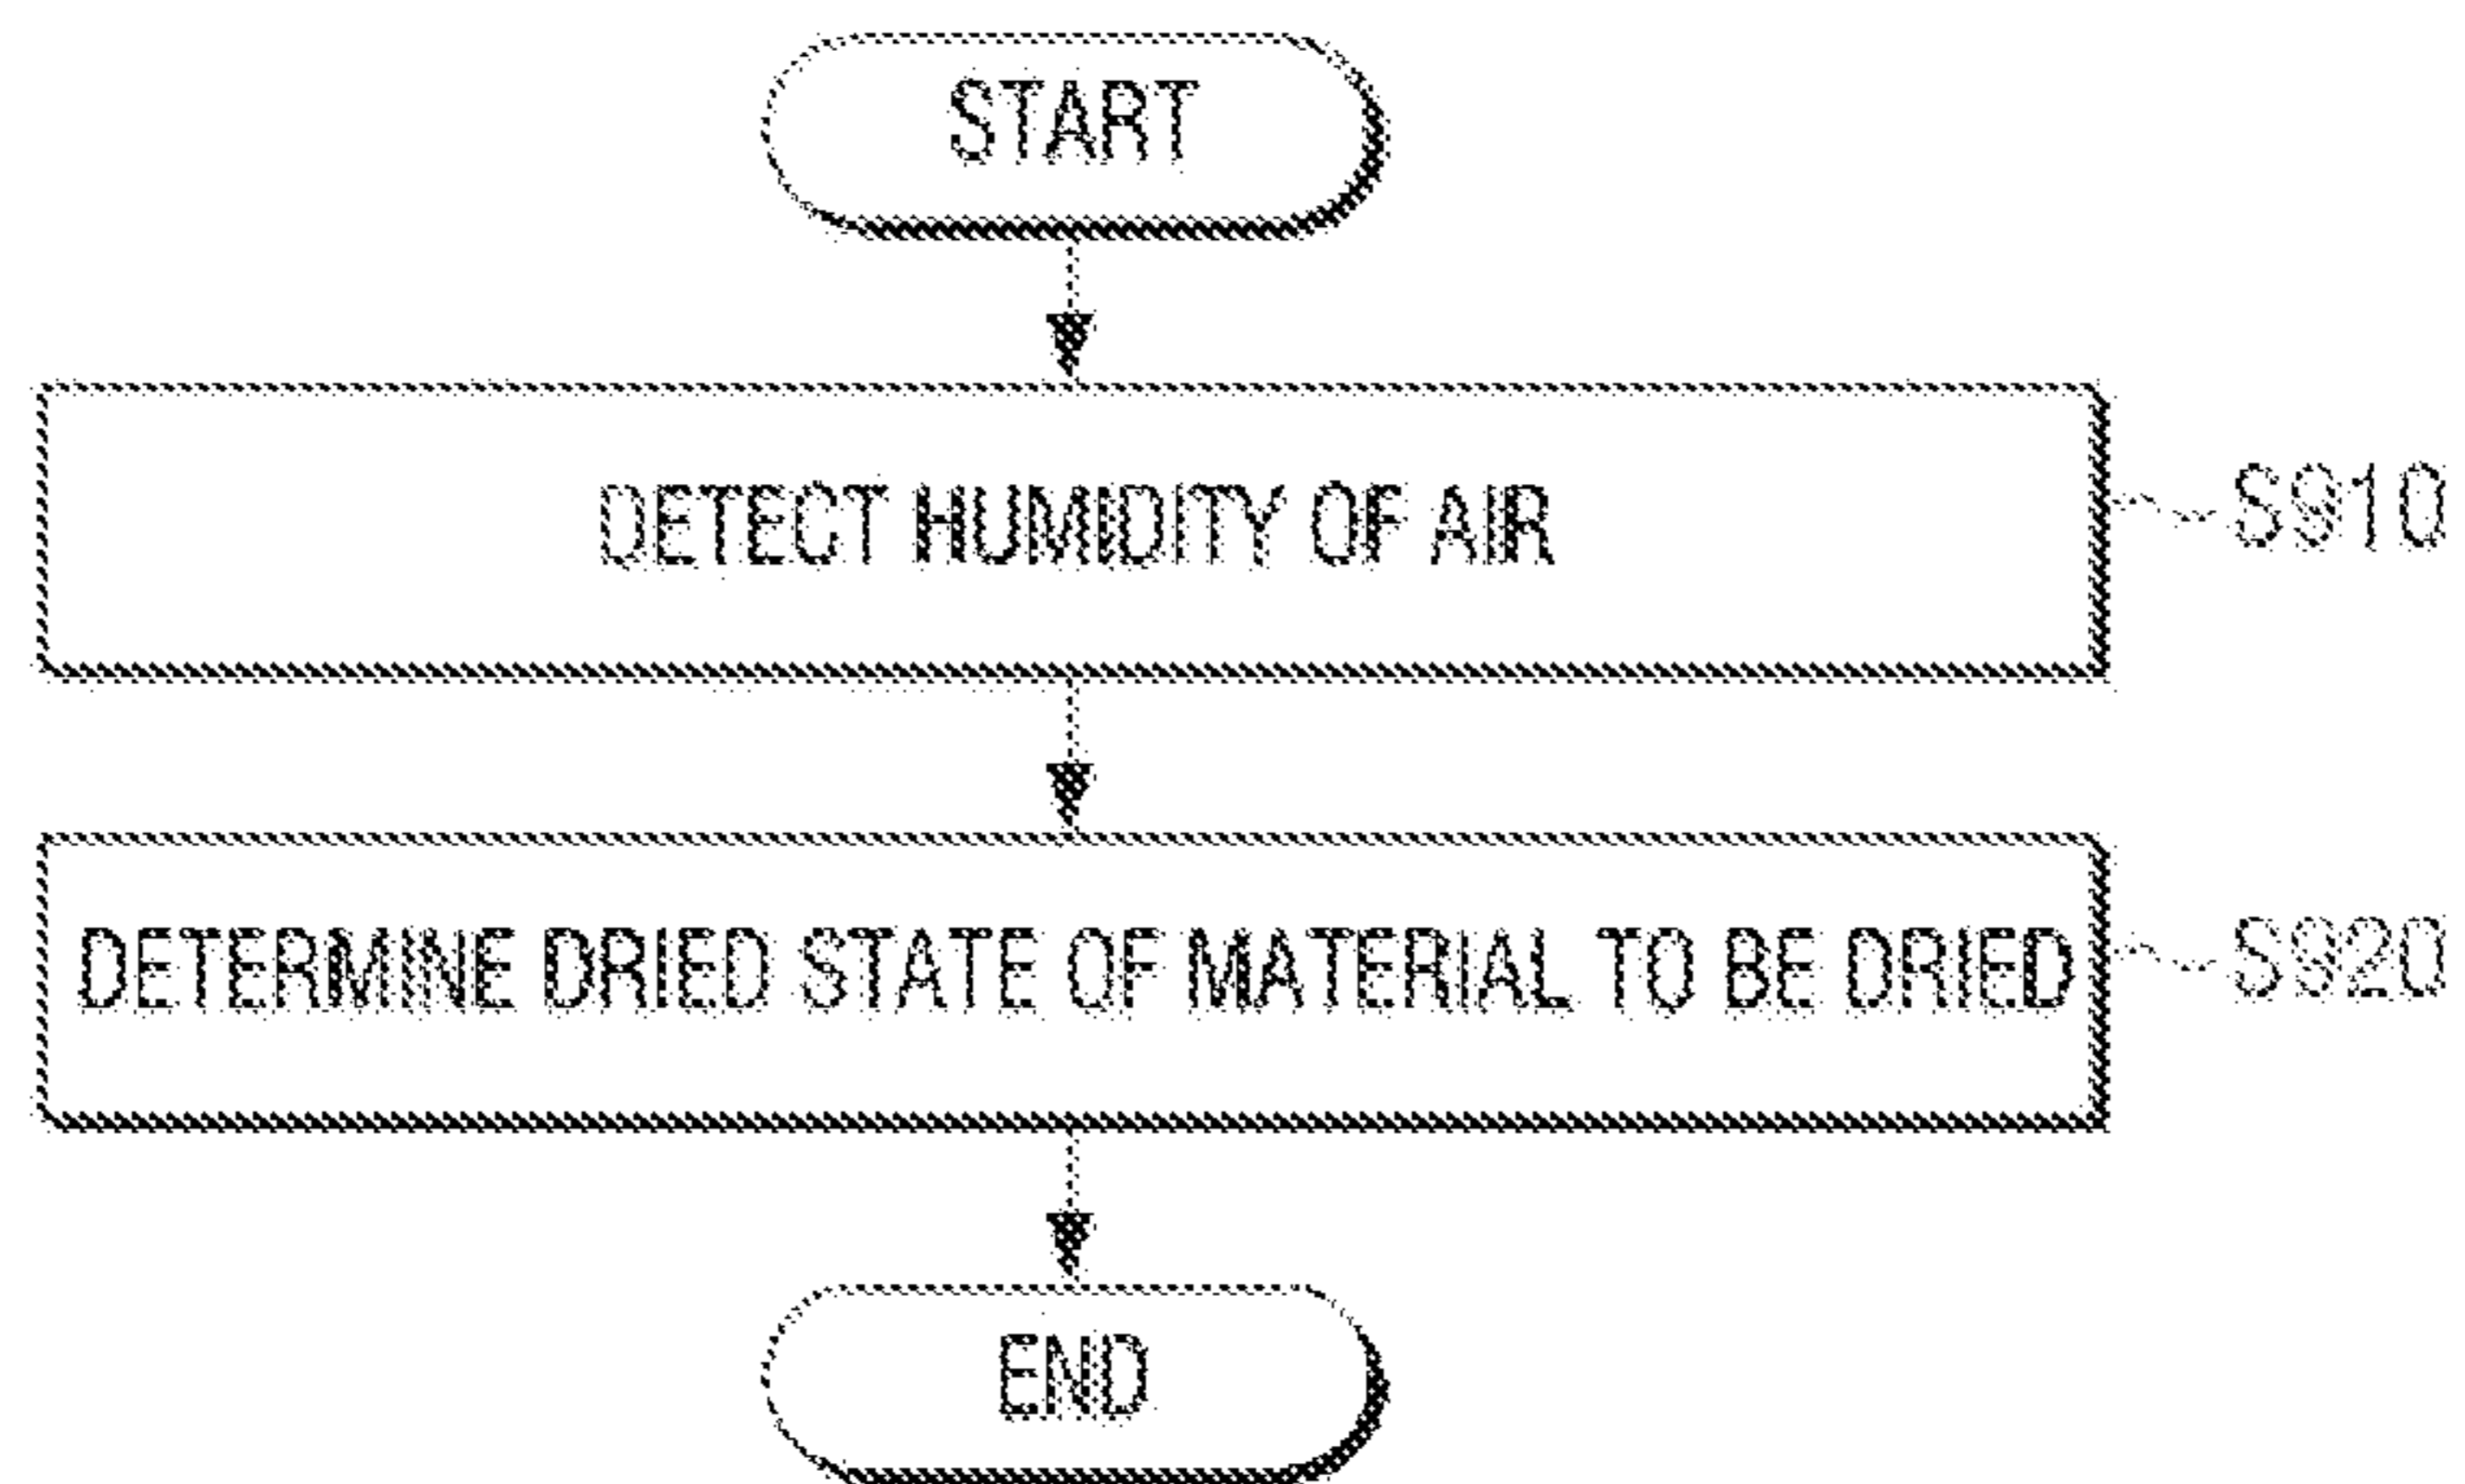 START
DETECT HUMIDITY OF AIR
S910
DETERMINE DRIED STATE OF MATERIAL TO BE DRIED
S920
END